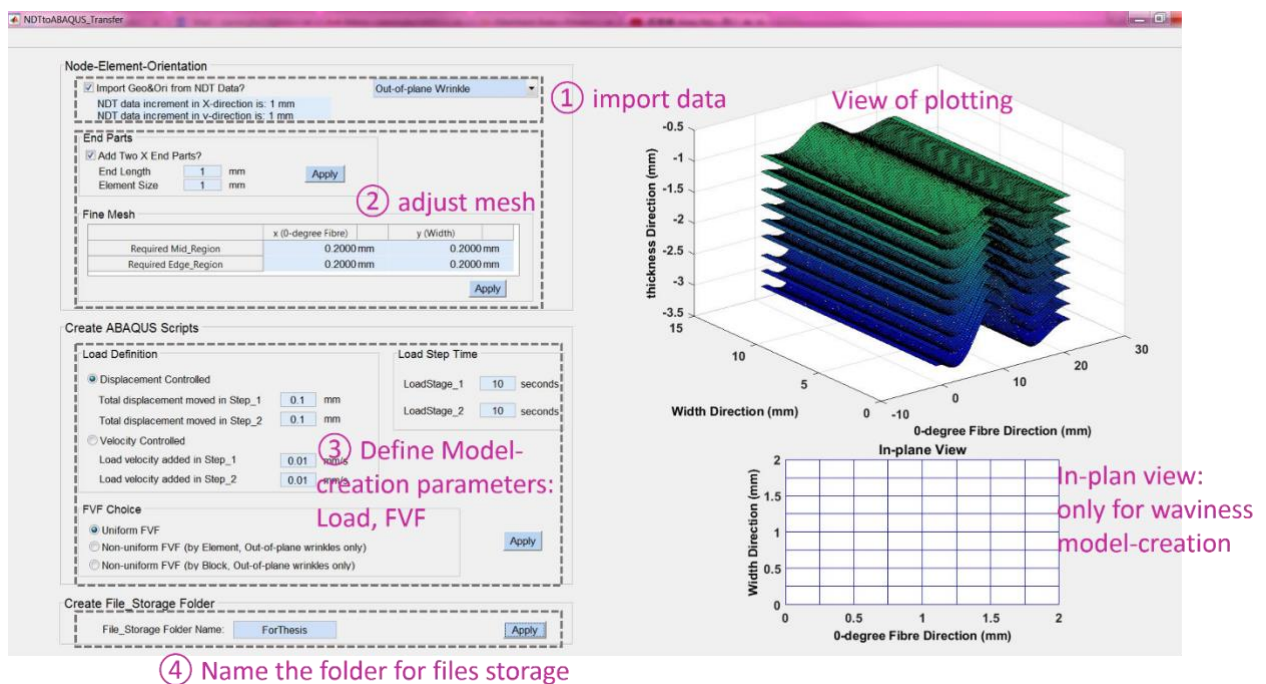 NDTtoABAQUS_Transfer
Node-Element-Orientation
Import Geo&Ori from NDT Data?
Out-of-plane Wrinkle
NDT data increment in X-direction is: 1 mm
NDT data increment in v-direction is: 1 mm
① import data
End Parts
Add Two X End Parts?
End Length 1 mm
Element Size 1 mm
Apply
② adjust mesh
Fine Mesh
x (0-degree Fibre) y (Width)
Required Mid_Region 0.2000 mm 0.2000 mm
Required Edge_Region 0.2000 mm 0.2000 mm
Apply
Create ABAQUS Scripts
Load Definition
Displacement Controlled
Total displacement moved in Step_1 0.1 mm
Total displacement moved in Step_2 0.1 mm
Velocity Controlled
Load velocity added in Step_1 0.01 mm/s
Load velocity added in Step_2 0.01 mm/s
Load Step Time
LoadStage_1 10 seconds
LoadStage_2 10 seconds
③ Define Model-
creation parameters:
Load, FVF
FVF Choice
Uniform FVF
Non-uniform FVF (by Element, Out-of-plane wrinkles only)
Non-uniform FVF (by Block, Out-of-plane wrinkles only)
Apply
Create File_Storage Folder
File_Storage Folder Name: ForThesis
Apply
④ Name the folder for files storage
View of plotting
thickness Direction (mm)
-0.5
-1
-1.5
-2
-2.5
-3
-3.5
15
10
5
0
Width Direction (mm)
-10
0
10
20
30
0-degree Fibre Direction (mm)
In-plane View
Width Direction (mm)
2
1.5
1
0.5
0
0 0.5 1 1.5 2
0-degree Fibre Direction (mm)
In-plan view:
only for waviness
model-creation